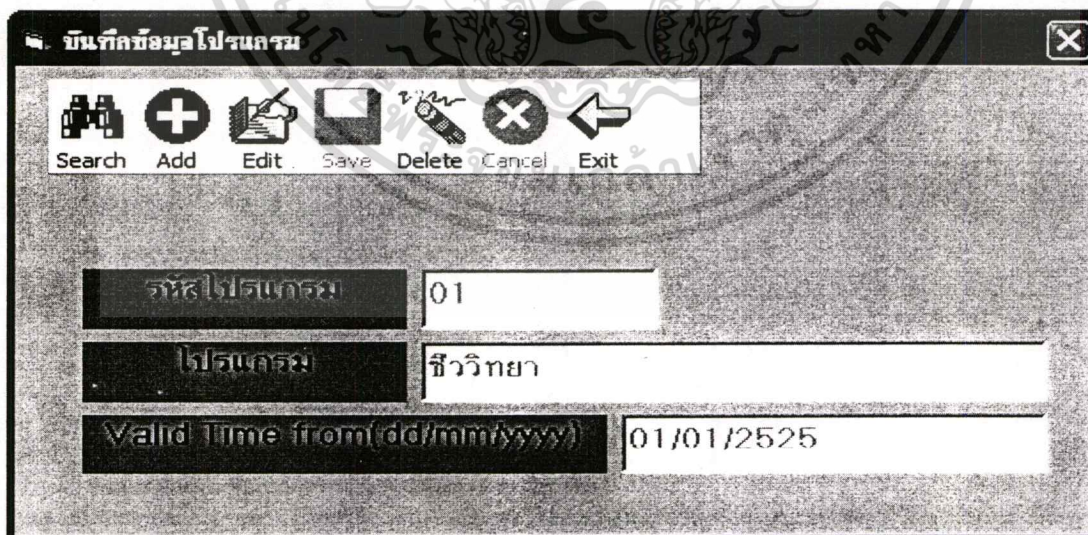 บันทึกข้อมูลโปรแกรม
Search Add Edit Save Delete Cancel Exit
รหัสโปรแกรม 01
โปรแกรม ชีววิทยา
Valid Time from(dd/mm/yyyy) 01/01/2525